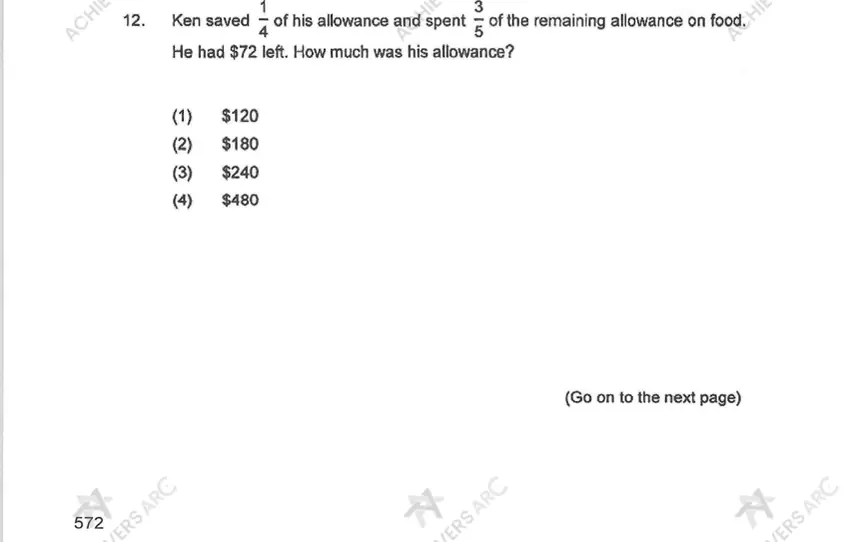 12. Ken saved 1/4 of his allowance and spent 3/5 of the remaining allowance on food.
He had $72 left. How much was his allowance?
(1) $120
(2) $180
(3) $240
(4) $480
(Go on to the next page)
572